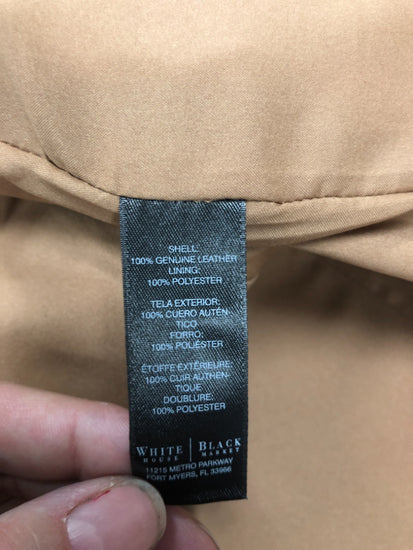 SHELL:
100% GENUINE LEATHER
LINING:
100% POLYESTER
TELA EXTERIOR:
100% CUERO AUTÉN
TICO
FORRO:
100% POLIÉSTER
ÉTOFFE EXTÉRIEURE:
100% CUIR AUTHEN
TIQUE
DOUBLURE:
100% POLYESTER
WHITE | BLACK
HOUSE | MARKET
11215 METRO PARKWAY
FORT MYERS, FL 33966